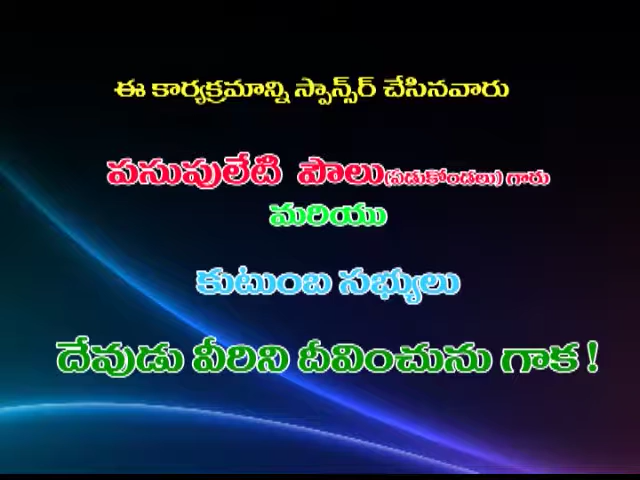 ఈ కార్యక్రమాన్ని స్పాన్సర్ చేసినవారు
పసుపులేటి పౌలు(ఏడుకోండలు) గారు
మరియు
కుటుంబ సభ్యులు
దేవుడు వీరిని దీవించును గాక !